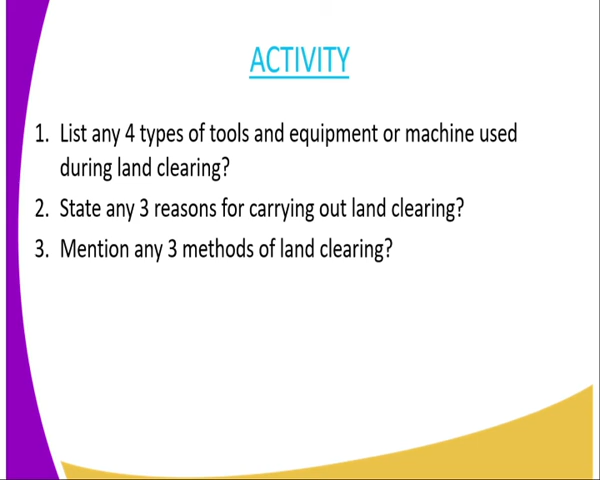 ACTIVITY
1. List any 4 types of tools and equipment or machine used
during land clearing?
2. State any 3 reasons for carrying out land clearing?
3. Mention any 3 methods of land clearing?